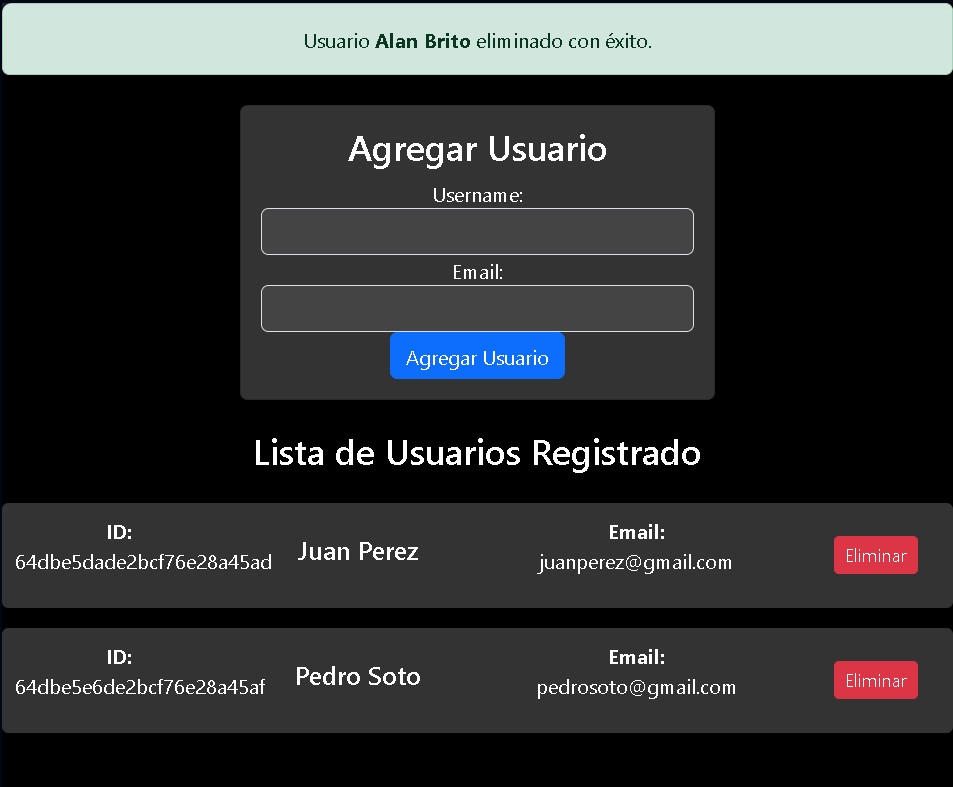 Usuario Alan Brito eliminado con éxito.
Agregar Usuario
Username:
Email:
Agregar Usuario
Lista de Usuarios Registrado
ID:
64dbe5dade2bcf76e28a45ad
Juan Perez
Email:
juanperez@gmail.com
Eliminar
ID:
64dbe5e6de2bcf76e28a45af
Pedro Soto
Email:
pedrosoto@gmail.com
Eliminar